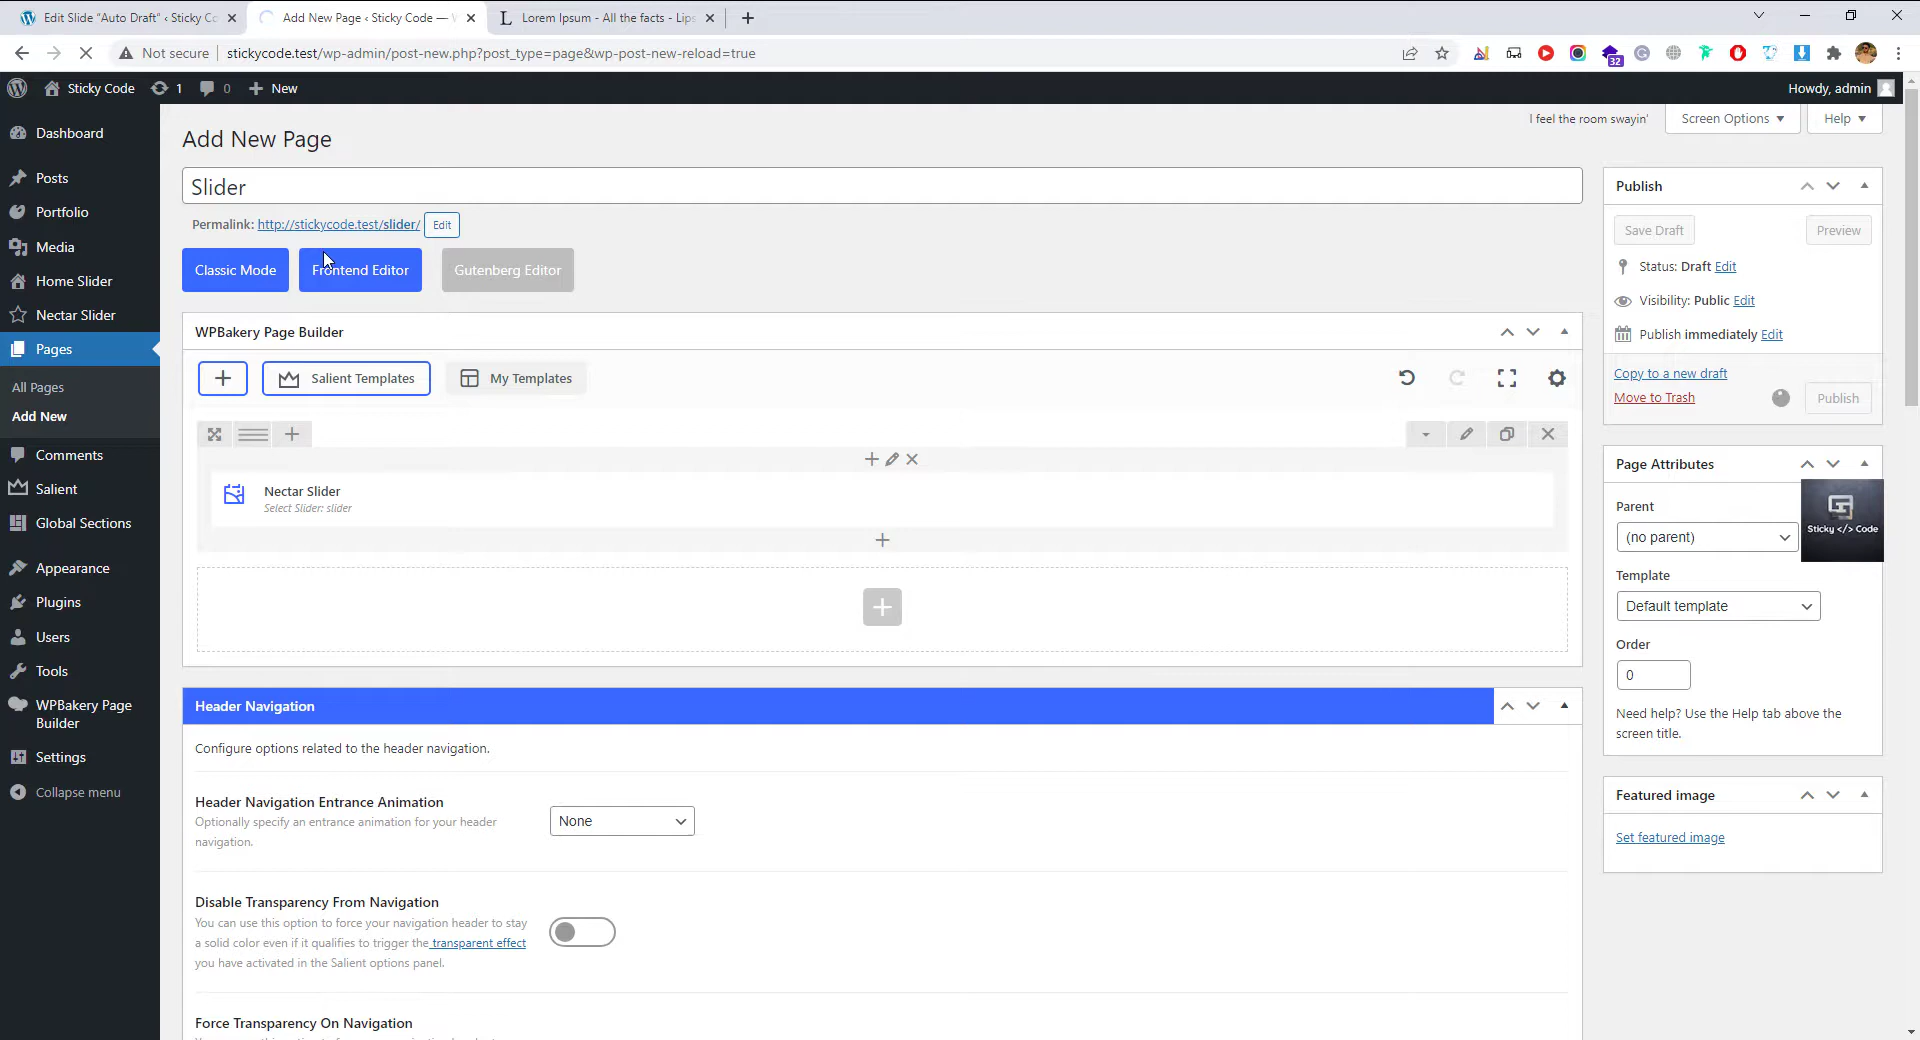 Edit Slide "Auto Draft" ‹ Sticky Co
Add New Page ‹ Sticky Code — W
Lorem Ipsum - All the facts - Lips
Not secure
stickycode.test/wp-admin/post-new.php?post_type=page&wp-post-new-reload=true
32
Sticky Code
1
0
New
Howdy, admin
Dashboard
Posts
Portfolio
Media
Home Slider
Nectar Slider
Pages
All Pages
Add New
Comments
Salient
Global Sections
Appearance
Plugins
Users
Tools
WPBakery Page
Builder
Settings
Collapse menu
I feel the room swayin'
Screen Options
Help
Add New Page
Slider
Permalink: http://stickycode.test/slider/ Edit
Classic Mode
Frontend Editor
Gutenberg Editor
WPBakery Page Builder
Salient Templates
My Templates
Nectar Slider
Select Slider: slider
Header Navigation
Configure options related to the header navigation.
Header Navigation Entrance Animation
Optionally specify an entrance animation for your header
navigation.
None
Disable Transparency From Navigation
You can use this option to force your navigation header to stay
a solid color even if it qualifies to trigger the transparent effect
you have activated in the Salient options panel.
Force Transparency On Navigation
Publish
Save Draft
Preview
Status: Draft Edit
Visibility: Public Edit
Publish immediately Edit
Copy to a new draft
Move to Trash
Publish
Page Attributes
Parent
(no parent)
Sticky </> Code
Template
Default template
Order
0
Need help? Use the Help tab above the
screen title.
Featured image
Set featured image